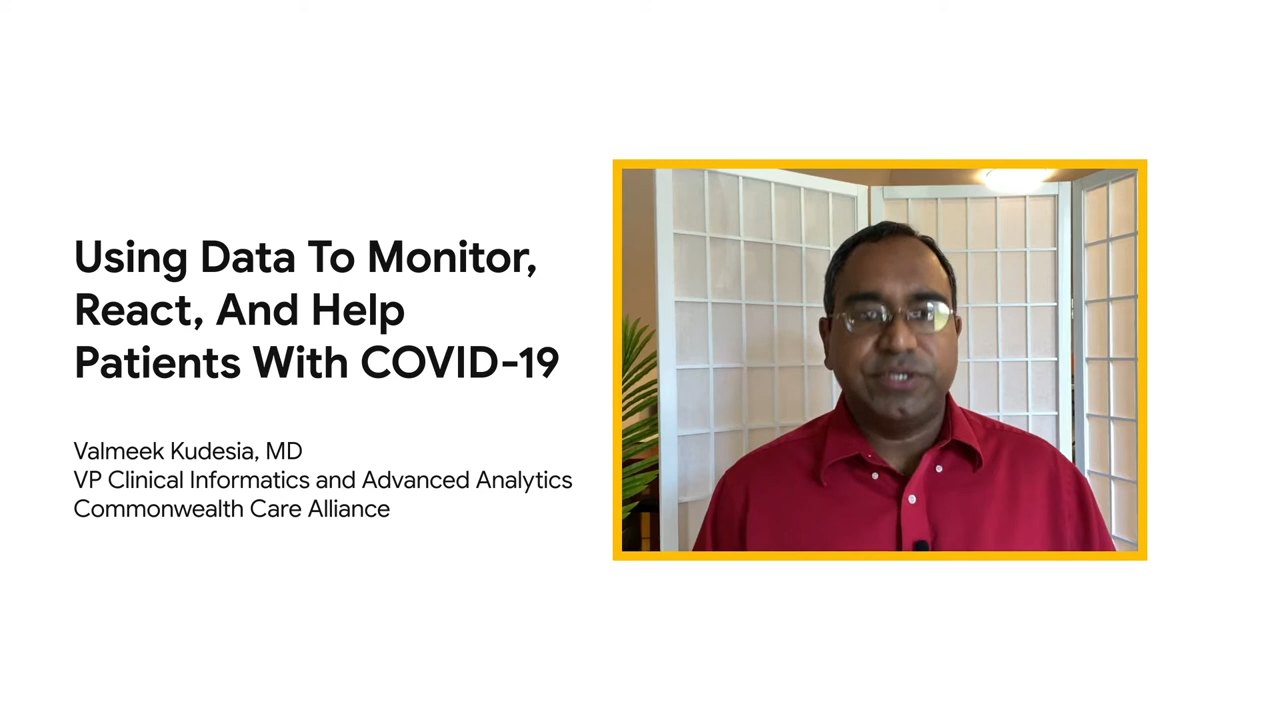 Using Data To Monitor,
React, And Help
Patients With COVID-19
Valmeek Kudesia, MD
VP Clinical Informatics and Advanced Analytics
Commonwealth Care Alliance